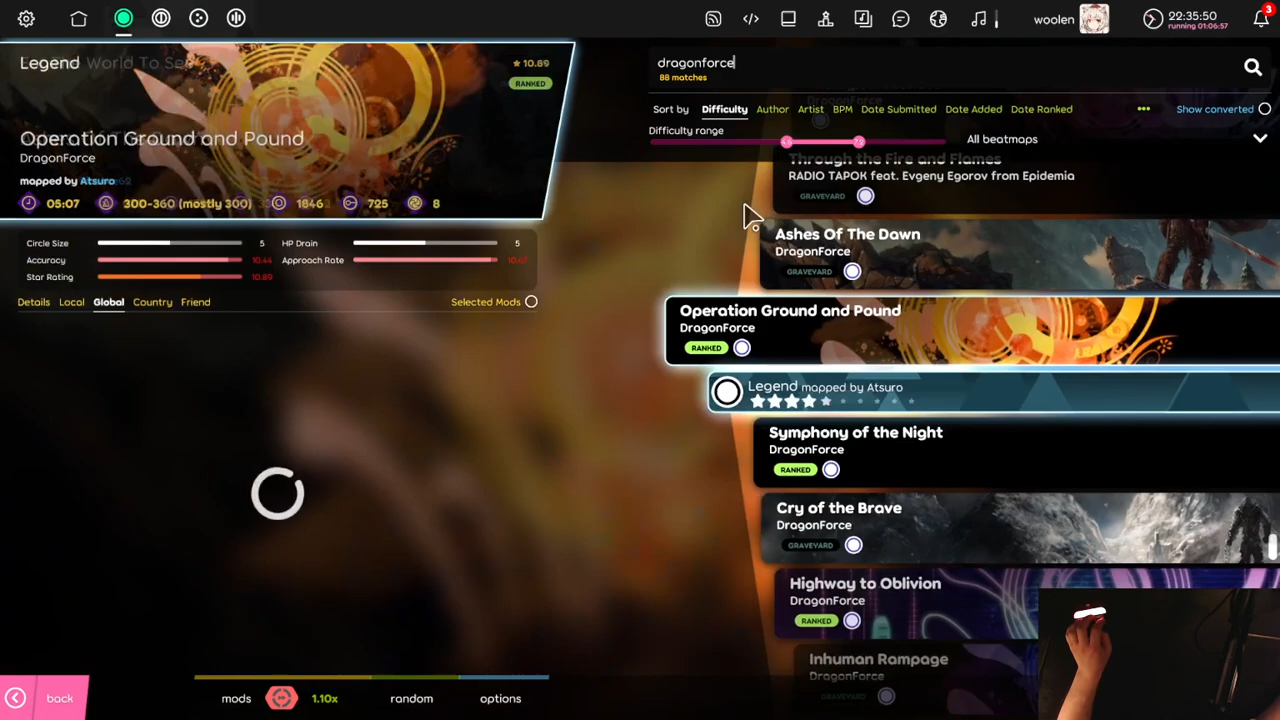 woolen
22:35:50
running 01:06:57
3
Legend
★ 10.89
RANKED
Operation Ground and Pound
DragonForce
mapped by Atsuro
05:07
300-360 (mostly 300)
1846
725
8
Circle Size 5
HP Drain 5
Accuracy 10.44
Approach Rate
Star Rating 10.89
Details Local Global Country Friend
Selected Mods
dragonforce
88 matches
Sort by Difficulty Author Artist BPM Date Submitted Date Added Date Ranked
••• Show converted
Difficulty range
All beatmaps
Through the Fire and Flames
RADIO TAPOK feat. Evgeny Egorov from Epidemia
GRAVEYARD
Ashes Of The Dawn
DragonForce
GRAVEYARD
Operation Ground and Pound
DragonForce
RANKED
Legend mapped by Atsuro
Symphony of the Night
DragonForce
RANKED
Cry of the Brave
DragonForce
GRAVEYARD
Highway to Oblivion
DragonForce
RANKED
Inhuman Rampage
DragonForce
GRAVEYARD
back
mods
1.10x
random
options